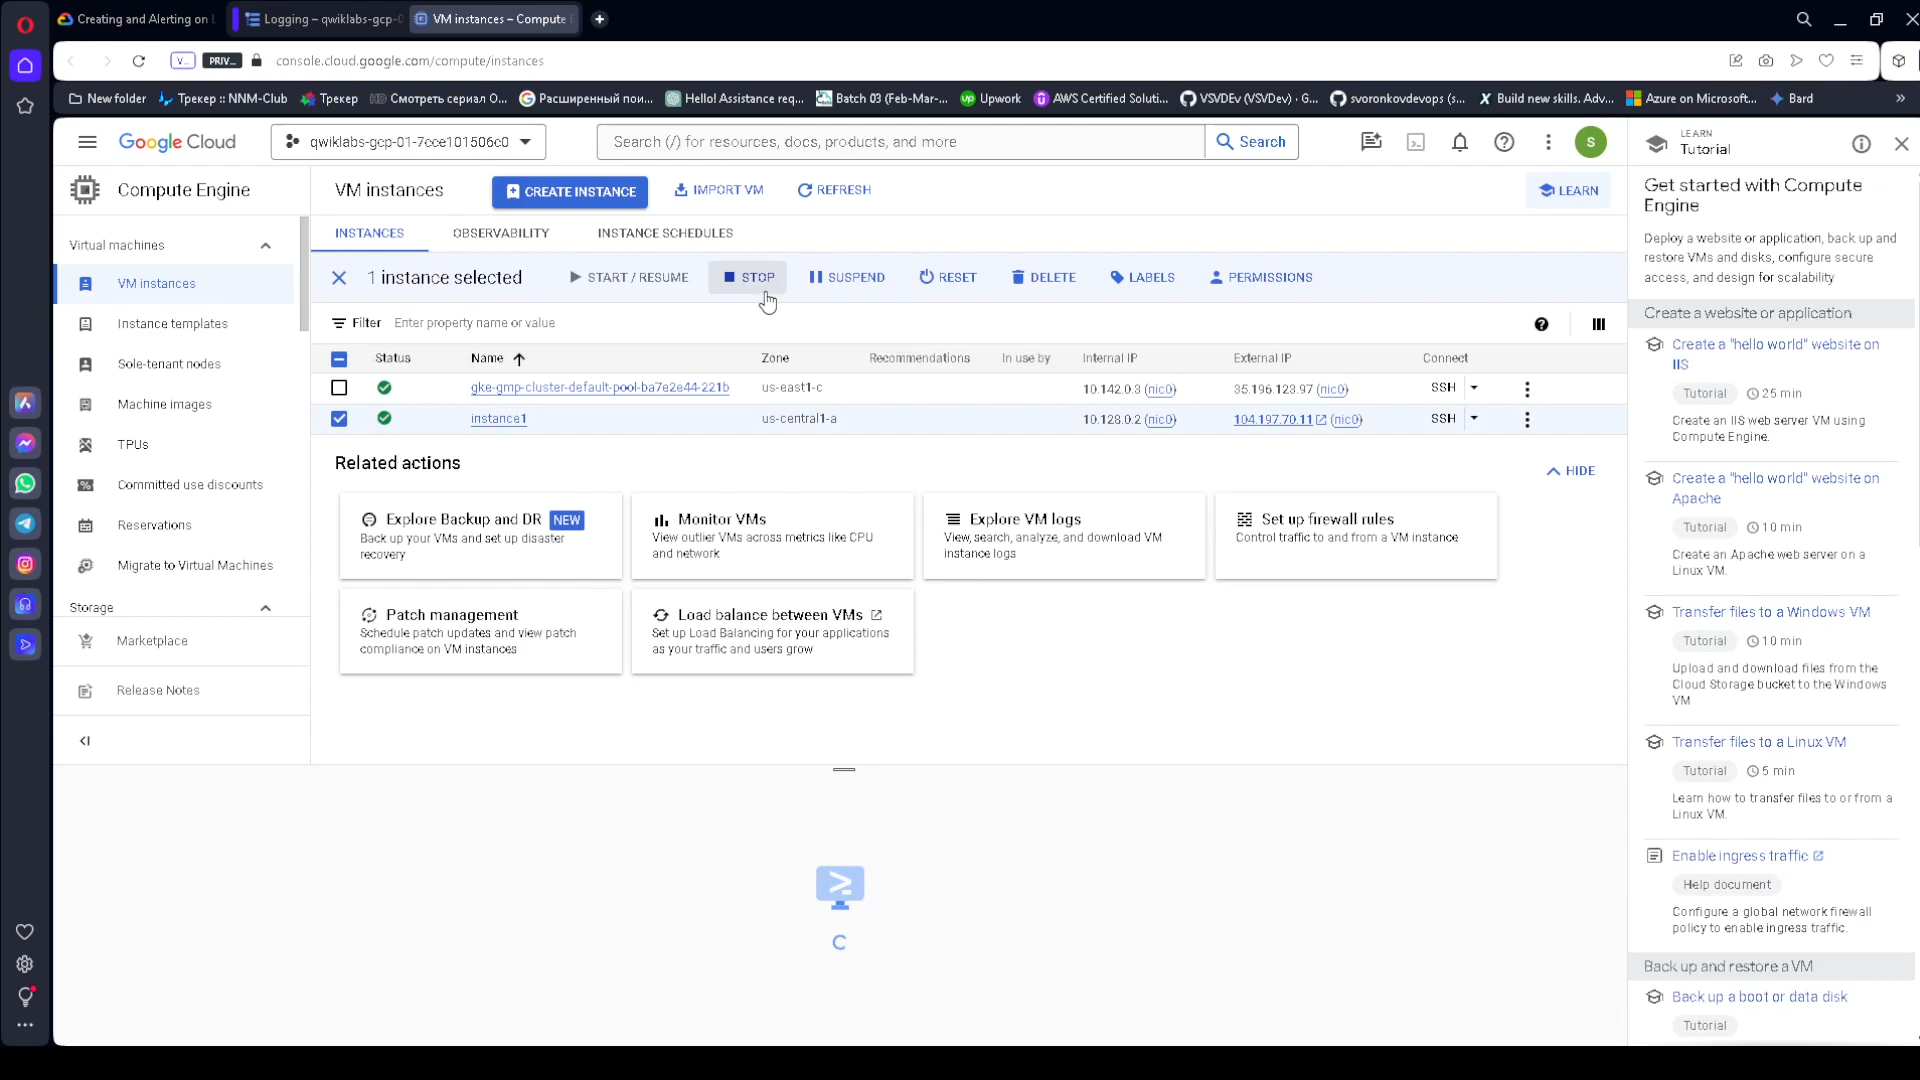 Creating and Alerting on L
Logging – qwiklabs-gcp-0
VM instances – Compute E
V...
PRIV...
console.cloud.google.com/compute/instances
New folder
Трекер :: NNM-Club
Трекер
HD Смотреть сериал О...
Расширенный пои...
Hello! Assistance req...
Batch 03 (Feb-Mar-...
Upwork
AWS Certified Soluti...
VSVDEv (VSVDev) · G...
svoronkovdevops (s...
Build new skills. Adv...
Azure on Microsoft...
Bard
»
Google Cloud
qwiklabs-gcp-01-7cce101506c0
Search (/) for resources, docs, products, and more
Search
S
LEARN
Tutorial
Compute Engine
VM instances
CREATE INSTANCE
IMPORT VM
REFRESH
LEARN
Virtual machines
VM instances
Instance templates
Sole-tenant nodes
Machine images
TPUs
Committed use discounts
Reservations
Migrate to Virtual Machines
Storage
Marketplace
Release Notes
INSTANCES
OBSERVABILITY
INSTANCE SCHEDULES
1 instance selected
START / RESUME
STOP
SUSPEND
RESET
DELETE
LABELS
PERMISSIONS
Filter
Enter property name or value
Status
Name
Zone
Recommendations
In use by
Internal IP
External IP
Connect
gke-gmp-cluster-default-pool-ba7e2e44-221b
us-east1-c
10.142.0.3 (nic0)
35.196.123.97 (nic0)
SSH
instance1
us-central1-a
10.128.0.2 (nic0)
104.197.70.11 (nic0)
SSH
Related actions
HIDE
Explore Backup and DR NEW
Back up your VMs and set up disaster
recovery
Monitor VMs
View outlier VMs across metrics like CPU
and network
Explore VM logs
View, search, analyze, and download VM
instance logs
Set up firewall rules
Control traffic to and from a VM instance
Patch management
Schedule patch updates and view patch
compliance on VM instances
Load balance between VMs
Set up Load Balancing for your applications
as your traffic and users grow
Get started with Compute
Engine
Deploy a website or application, back up and
restore VMs and disks, configure secure
access, and design for scalability
Create a website or application
Create a "hello world" website on
IIS
Tutorial
25 min
Create an IIS web server VM using
Compute Engine.
Create a "hello world" website on
Apache
Tutorial
10 min
Create an Apache web server on a
Linux VM.
Transfer files to a Windows VM
Tutorial
10 min
Upload and download files from the
Cloud Storage bucket to the Windows
VM
Transfer files to a Linux VM
Tutorial
5 min
Learn how to transfer files to or from a
Linux VM.
Enable ingress traffic
Help document
Configure a global network firewall
policy to enable ingress traffic.
Back up and restore a VM
Back up a boot or data disk
Tutorial